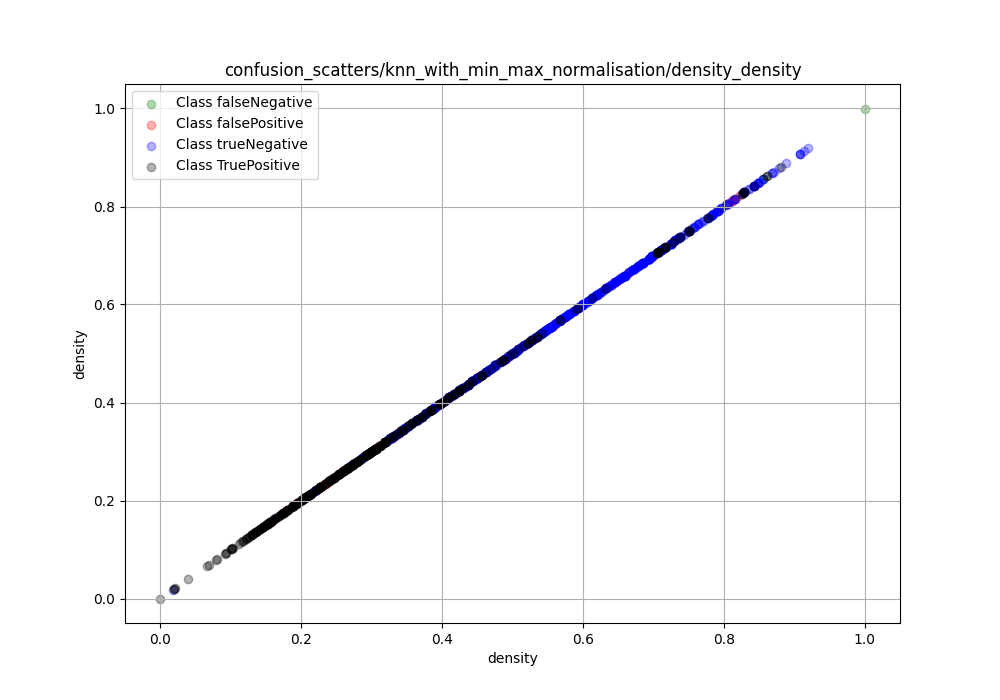 confusion_scatters/knn_with_min_max_normalisation/density_density
Class falseNegative
Class falsePositive
Class trueNegative
Class TruePositive
1.0
0.8
0.6
0.4
0.2
0.0
density
0.0 0.2 0.4 0.6 0.8 1.0
density